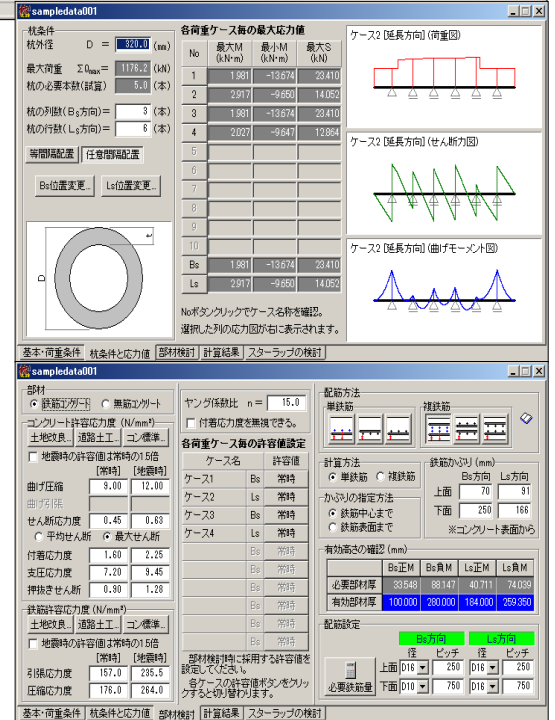 sampledata001
杭条件
杭外径 D = 320.0 (mm)
最大荷重 ΣQmax= 1176.2 (kN)
杭の必要本数(試算) 5.0 (本)
杭の列数(Bs方向)= 3 (本)
杭の行数(Ls方向)= 6 (本)
等間隔配置 任意間隔配置
Bs位置変更... Ls位置変更...
D
各荷重ケース毎の最大応力値
No 最大M (kN・m) 最小M (kN・m) 最大S (kN)
1 1.981 -13.674 23.410
2 2.917 -9.650 14.052
3 1.981 -13.674 23.410
4 2.027 -9.647 12.864
5
6
7
8
9
10
Bs 1.981 -13.674 23.410
Ls 2.917 -9.650 14.052
Noボタンクリックでケース名称を確認。
選択した列の応力図が右に表示されます。
ケース2 [延長方向] (荷重図)
ケース2 [延長方向] (せん断力図)
ケース2 [延長方向] (曲げモーメント図)
基本・荷重条件 杭条件と応力値 部材検討 計算結果 スターラップの検討
sampledata001
部材
鉄筋コンクリート 無筋コンクリート
コンクリート許容応力度 (N/mm²)
土地改良... 道路土工... コン標準...
地震時の許容値は常時の1.5倍
[常時] [地震時]
曲げ圧縮 9.00 12.00
曲げ引張
せん断応力度 0.45 0.63
平均せん断 最大せん断
付着応力度 1.60 2.25
支圧応力度 7.20 9.45
押抜きせん断 0.90 1.28
鉄筋許容応力度 (N/mm²)
土地改良... 道路土工... コン標準...
地震時の許容値は常時の1.5倍
[常時] [地震時]
引張応力度 157.0 235.5
圧縮応力度 176.0 264.0
ヤング係数比 n = 15.0
付着応力度を無視できる。
各荷重ケース毎の許容値設定
ケース名 許容値
ケース1 Bs 常時
ケース2 Ls 常時
ケース3 Bs 常時
ケース4 Ls 常時
Bs 常時
Bs 常時
Bs 常時
Bs 常時
Bs 常時
Bs 常時
部材検討時に採用する許容値を
設定してください。
各ケースの許容値ボタンをクリッ
クすると切り替わります。
配筋方法
単鉄筋 複鉄筋
計算方法
単鉄筋 複鉄筋
かぶりの指定方法
鉄筋中心まで
鉄筋表面まで
鉄筋かぶり (mm)
Bs方向 Ls方向
上面 70 91
下面 250 166
※コンクリート表面から
有効高さの確認 (mm)
Bs正M Bs負M Ls正M Ls負M
必要部材厚 33.548 88.147 40.711 74.039
有効部材厚 100.000 280.000 184.000 259.350
配筋設定
Bs方向 Ls方向
径 ピッチ 径 ピッチ
上面 D16 250 D16 250
必要鉄筋量 下面 D10 750 D16 750
基本・荷重条件 杭条件と応力値 部材検討 計算結果 スターラップの検討